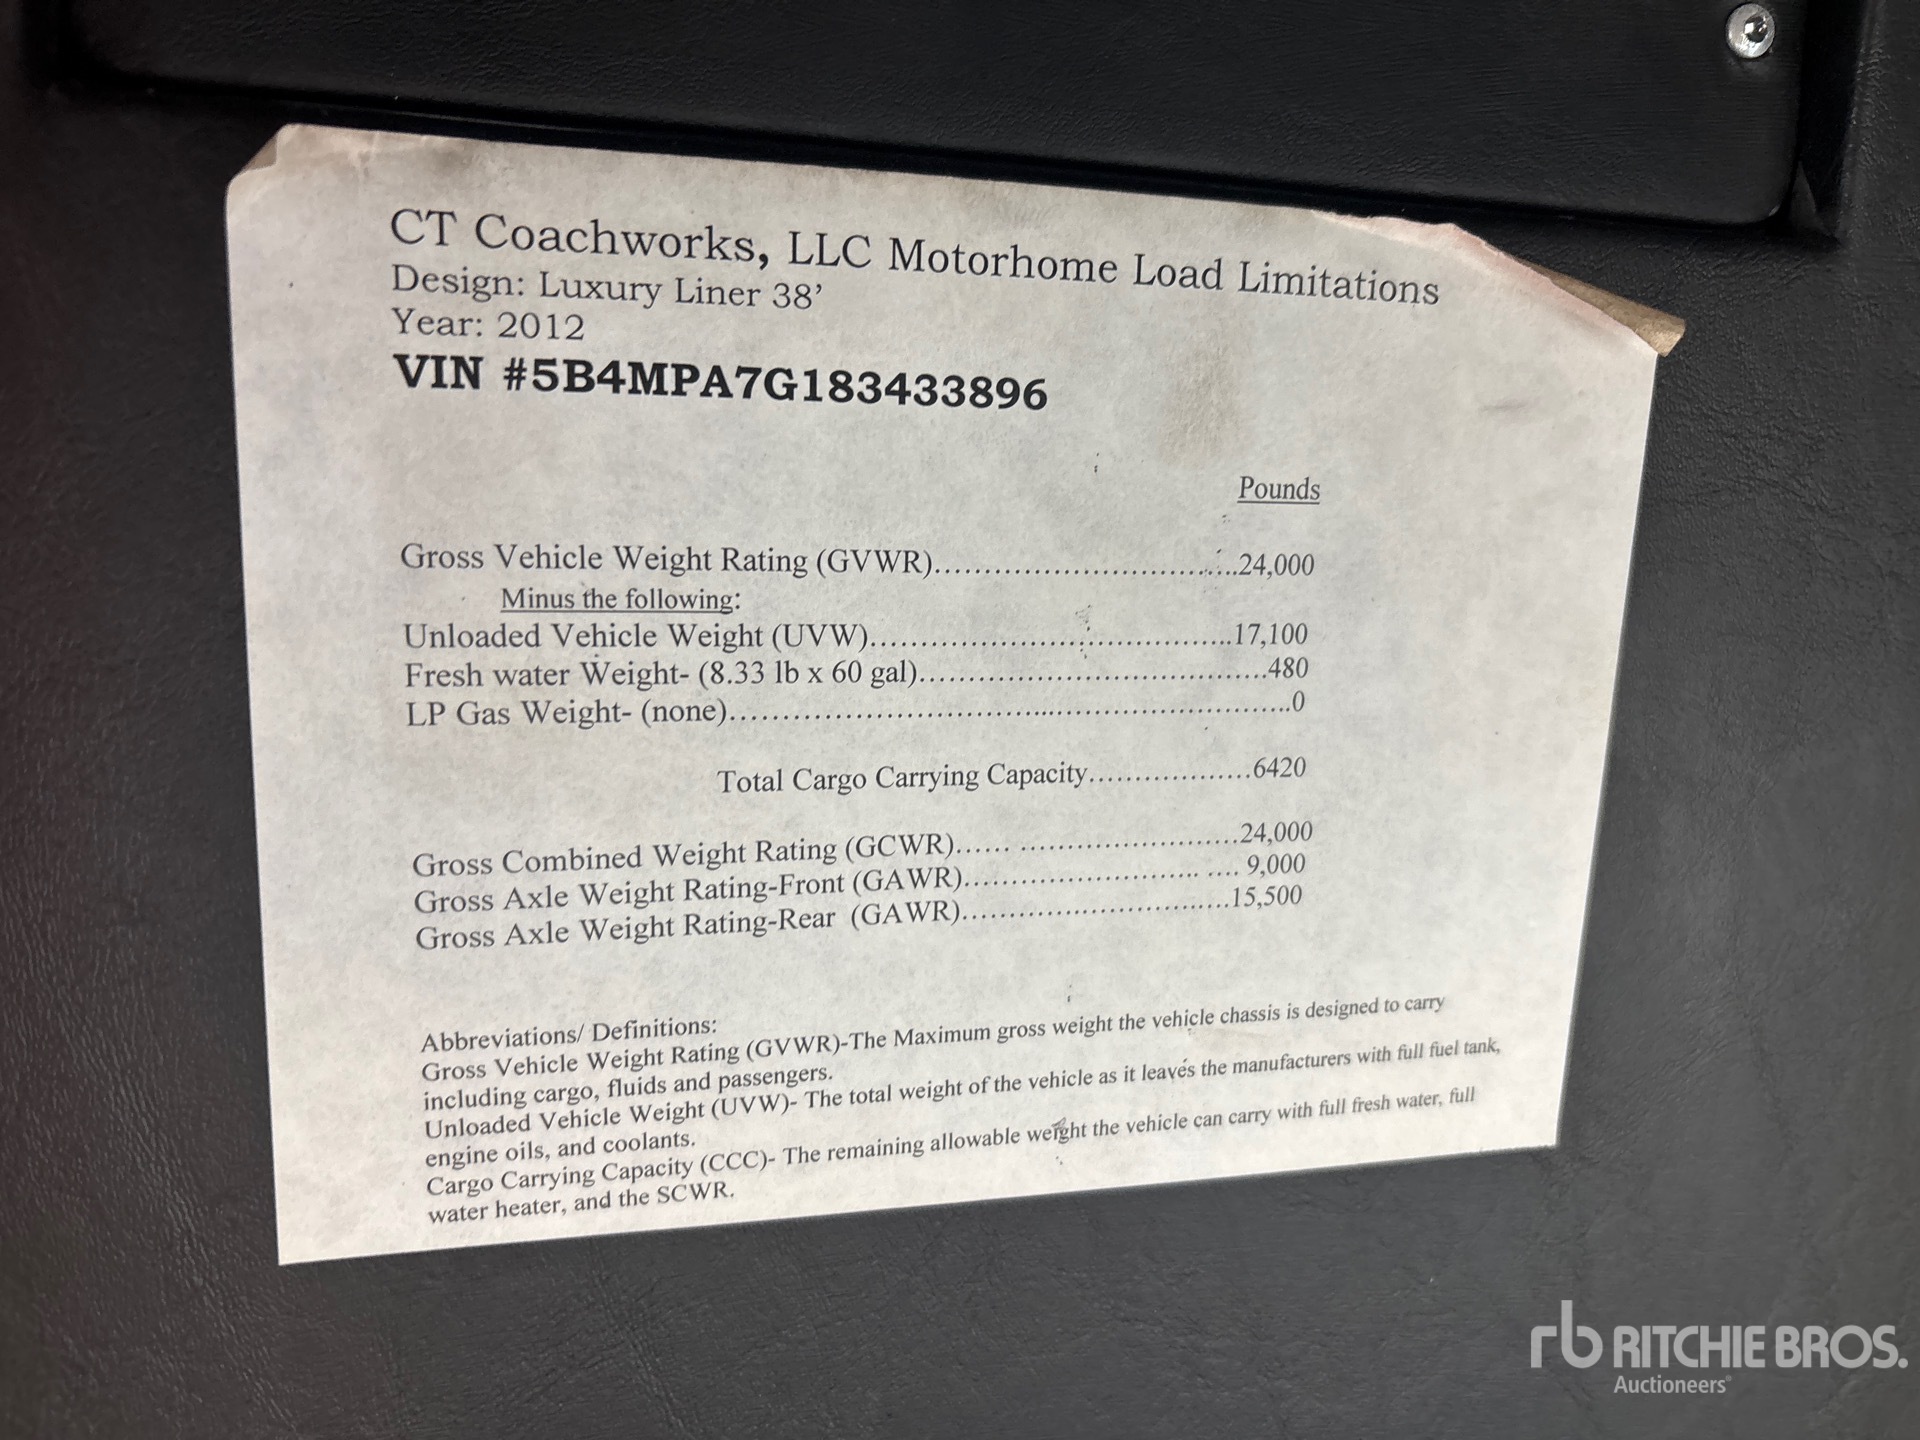 CT Coachworks, LLC Motorhome Load Limitations
Design: Luxury Liner 38’
Year: 2012
VIN #5B4MPA7G183433896
Pounds
Gross Vehicle Weight Rating (GVWR)....................................24,000
Minus the following:
Unloaded Vehicle Weight (UVW)..........................................17,100
Fresh water Weight- (8.33 lb x 60 gal)........................................480
LP Gas Weight- (none)................................................................0
Total Cargo Carrying Capacity...................6420
Gross Combined Weight Rating (GCWR)...... .........................24,000
Gross Axle Weight Rating-Front (GAWR)............................ .... 9,000
Gross Axle Weight Rating-Rear (GAWR)................................15,500
Abbreviations/ Definitions:
Gross Vehicle Weight Rating (GVWR)-The Maximum gross weight the vehicle chassis is designed to carry
including cargo, fluids and passengers.
Unloaded Vehicle Weight (UVW)- The total weight of the vehicle as it leaves the manufacturers with full fuel tank,
engine oils, and coolants.
Cargo Carrying Capacity (CCC)- The remaining allowable weight the vehicle can carry with full fresh water, full
water heater, and the SCWR.
rb RITCHIE BROS.
Auctioneers